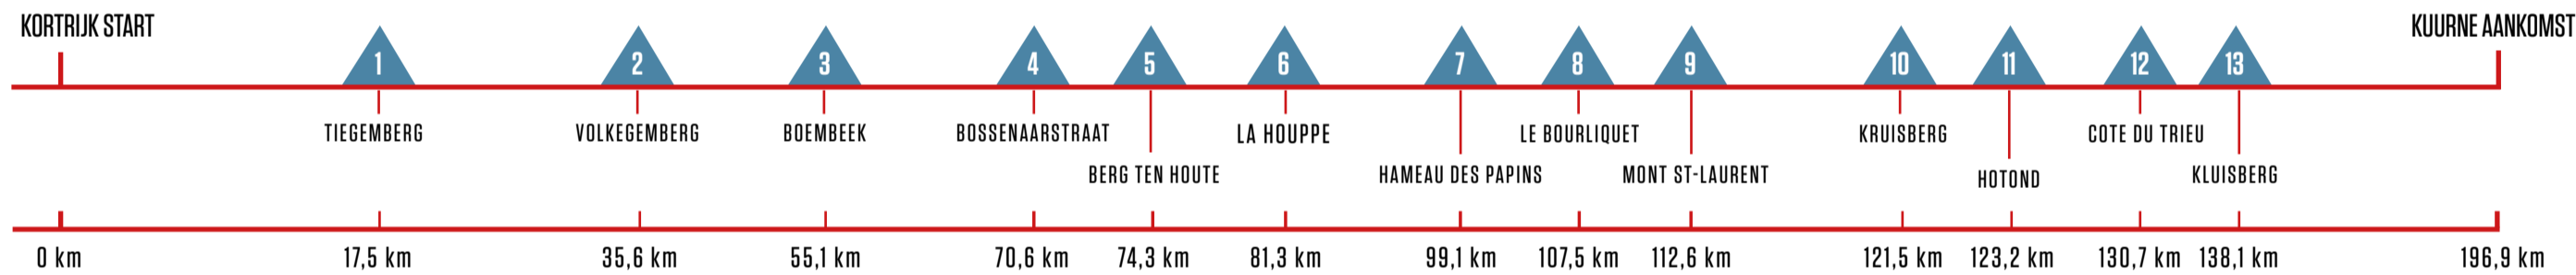 KORTRIJK START
KUURNE AANKOMST
1 2 3 4 5 6 7 8 9 10 11 12 13
TIEGEMBERG VOLKEGEMBERG BOEMBEEK BOSSENAARSTRAAT LA HOUPPE LE BOURLIQUET KRUISBERG COTE DU TRIEU
BERG TEN HOUTE HAMEAU DES PAPINS MONT ST-LAURENT HOTOND KLUISBERG
0 km 17,5 km 35,6 km 55,1 km 70,6 km 74,3 km 81,3 km 99,1 km 107,5 km 112,6 km 121,5 km 123,2 km 130,7 km 138,1 km 196,9 km